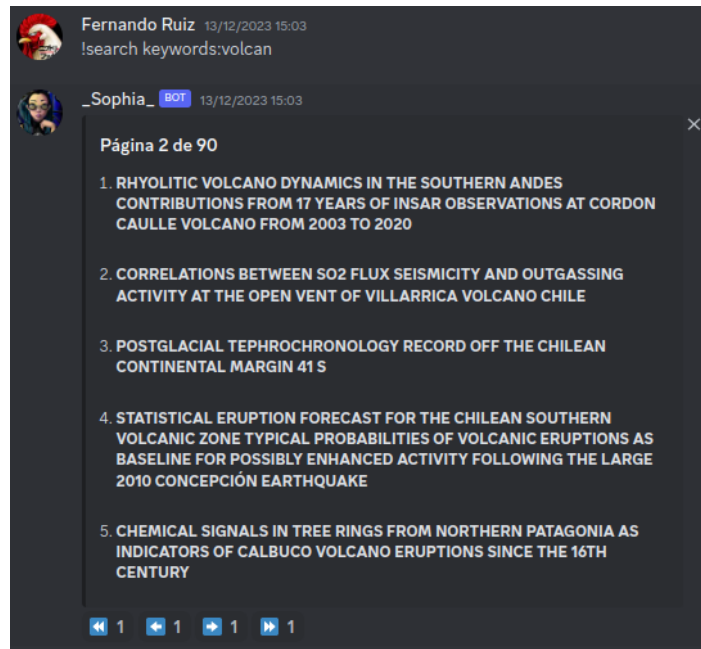 Fernando Ruiz 13/12/2023 15:03
!search keywords:volcan
_Sophia_ BOT 13/12/2023 15:03
Página 2 de 90
1. RHYOLITIC VOLCANO DYNAMICS IN THE SOUTHERN ANDES
CONTRIBUTIONS FROM 17 YEARS OF INSAR OBSERVATIONS AT CORDON
CAULLE VOLCANO FROM 2003 TO 2020
2. CORRELATIONS BETWEEN SO2 FLUX SEISMICITY AND OUTGASSING
ACTIVITY AT THE OPEN VENT OF VILLARRICA VOLCANO CHILE
3. POSTGLACIAL TEPHROCHRONOLOGY RECORD OFF THE CHILEAN
CONTINENTAL MARGIN 41 S
4. STATISTICAL ERUPTION FORECAST FOR THE CHILEAN SOUTHERN
VOLCANIC ZONE TYPICAL PROBABILITIES OF VOLCANIC ERUPTIONS AS
BASELINE FOR POSSIBLY ENHANCED ACTIVITY FOLLOWING THE LARGE
2010 CONCEPCIÓN EARTHQUAKE
5. CHEMICAL SIGNALS IN TREE RINGS FROM NORTHERN PATAGONIA AS
INDICATORS OF CALBUCO VOLCANO ERUPTIONS SINCE THE 16TH
CENTURY
1 1 1 1